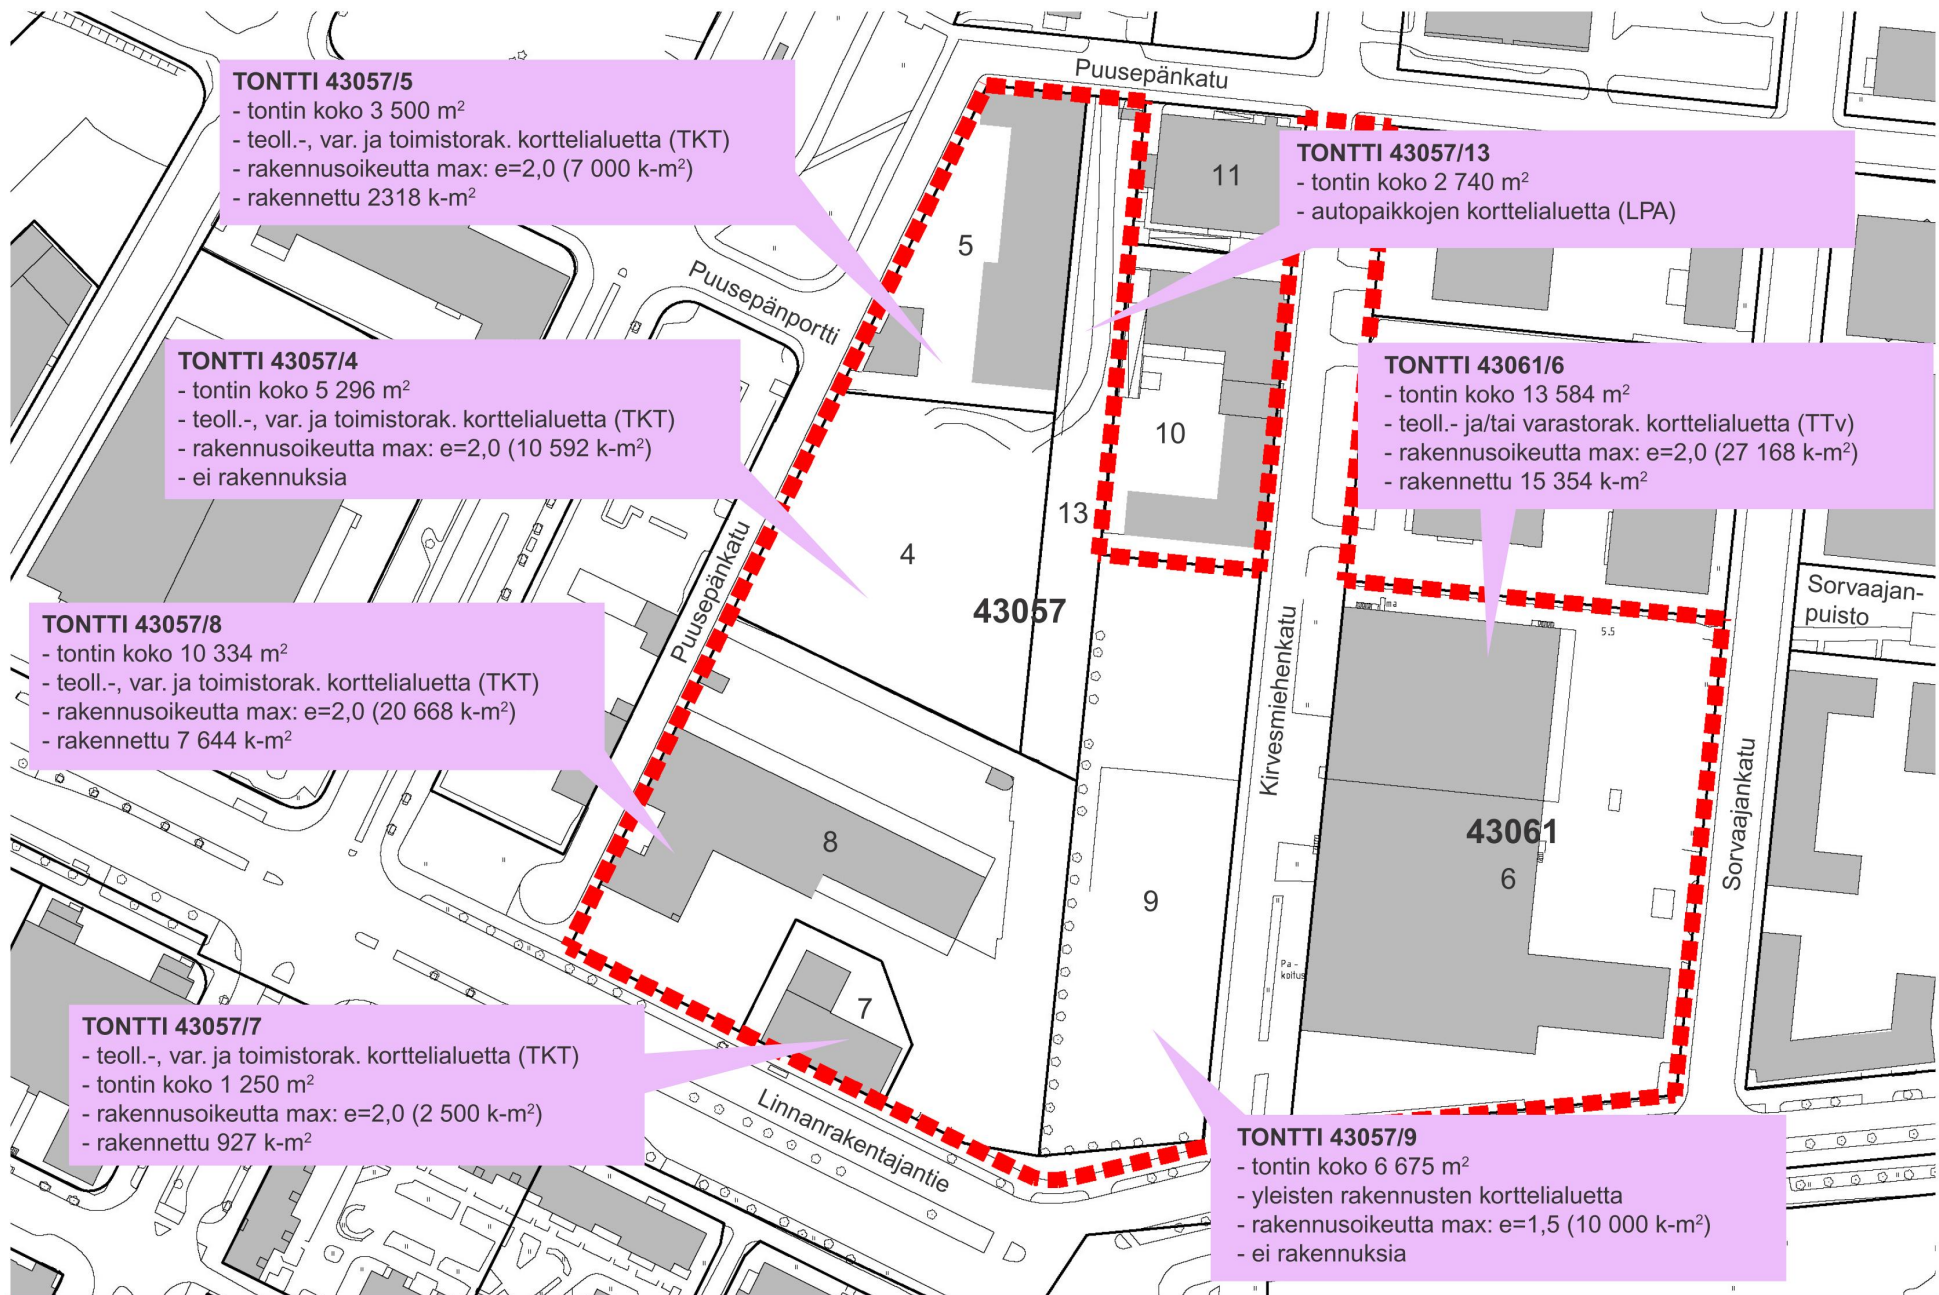 Puusepänkatu
TONTTI 43057/5
- tontin koko 3 500 m²
- teoll.-, var. ja toimistorak. korttelialuetta (TKT)
- rakennusoikeutta max: e=2,0 (7 000 k-m²)
- rakennettu 2318 k-m²
11
TONTTI 43057/13
- tontin koko 2 740 m²
- autopaikkojen korttelialuetta (LPA)
5
Puusepänportti
TONTTI 43057/4
- tontin koko 5 296 m²
- teoll.-, var. ja toimistorak. korttelialuetta (TKT)
- rakennusoikeutta max: e=2,0 (10 592 k-m²)
- ei rakennuksia
TONTTI 43061/6
- tontin koko 13 584 m²
- teoll.- ja/tai varastorak. korttelialuetta (TTv)
- rakennusoikeutta max: e=2,0 (27 168 k-m²)
- rakennettu 15 354 k-m²
10
13
4
Puusepänkatu
43057
Sorvaajan-
puisto
5.5
Kirvesmiehenkatu
TONTTI 43057/8
- tontin koko 10 334 m²
- teoll.-, var. ja toimistorak. korttelialuetta (TKT)
- rakennusoikeutta max: e=2,0 (20 668 k-m²)
- rakennettu 7 644 k-m²
8
43061
6
Sorvaajankatu
9
Pa-
koitus
7
TONTTI 43057/7
- teoll.-, var. ja toimistorak. korttelialuetta (TKT)
- tontin koko 1 250 m²
- rakennusoikeutta max: e=2,0 (2 500 k-m²)
- rakennettu 927 k-m²
Linnanrakentajantie
TONTTI 43057/9
- tontin koko 6 675 m²
- yleisten rakennusten korttelialuetta
- rakennusoikeutta max: e=1,5 (10 000 k-m²)
- ei rakennuksia